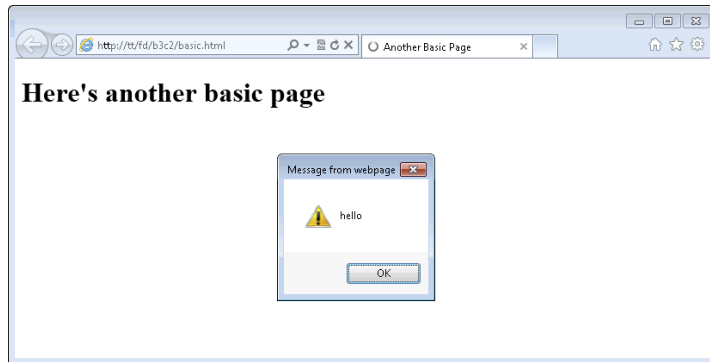 http://tt/fd/b3c2/basic.html
Another Basic Page
Here's another basic page
Message from webpage
hello
OK